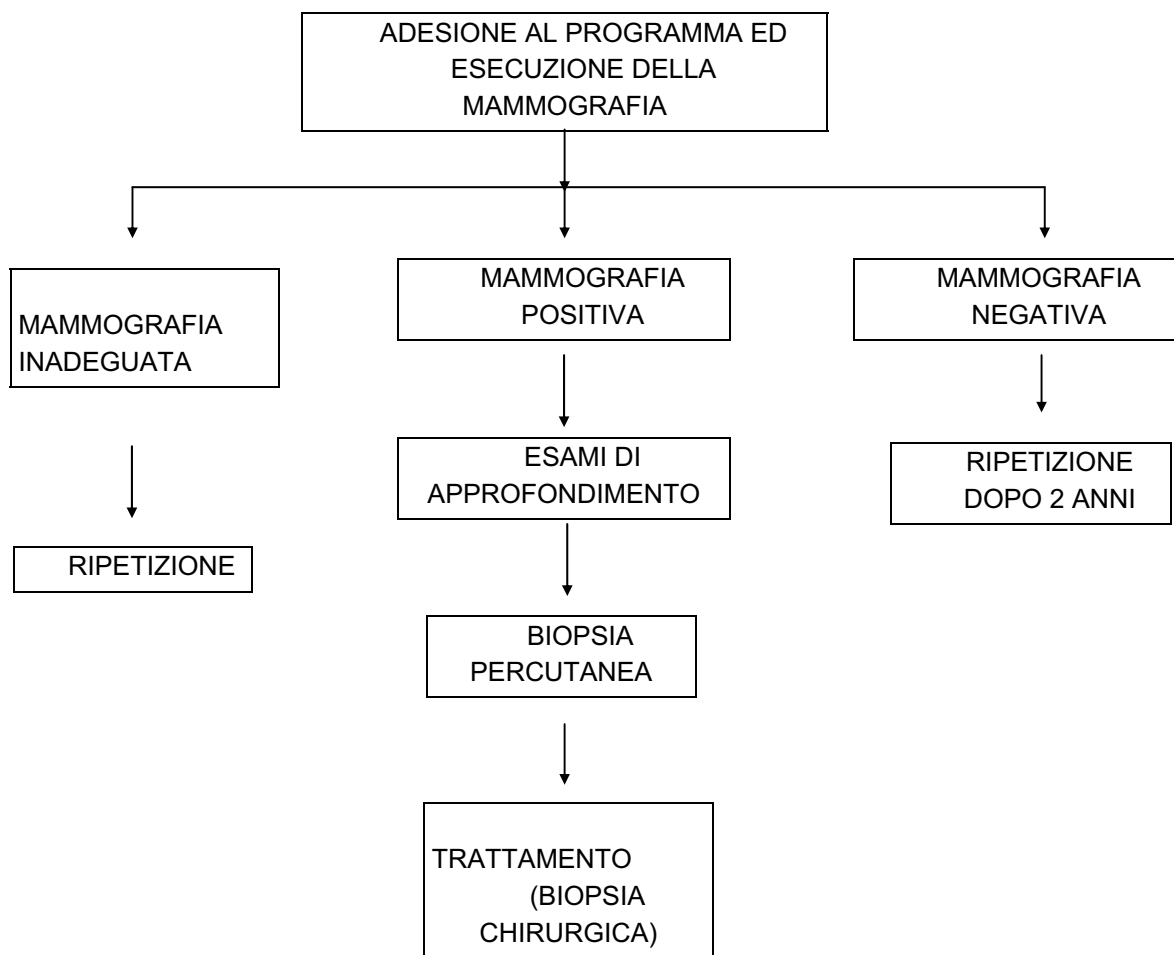 ADESIONE AL PROGRAMMA ED
ESECUZIONE DELLA
MAMMOGRAFIA
MAMMOGRAFIA
INADEGUATA
MAMMOGRAFIA
POSITIVA
MAMMOGRAFIA
NEGATIVA
RIPETIZIONE
ESAMI DI
APPROFONDIMENTO
RIPETIZIONE
DOPO 2 ANNI
BIOPSIA
PERCUTANEA
TRATTAMENTO
(BIOPSIA
CHIRURGICA)